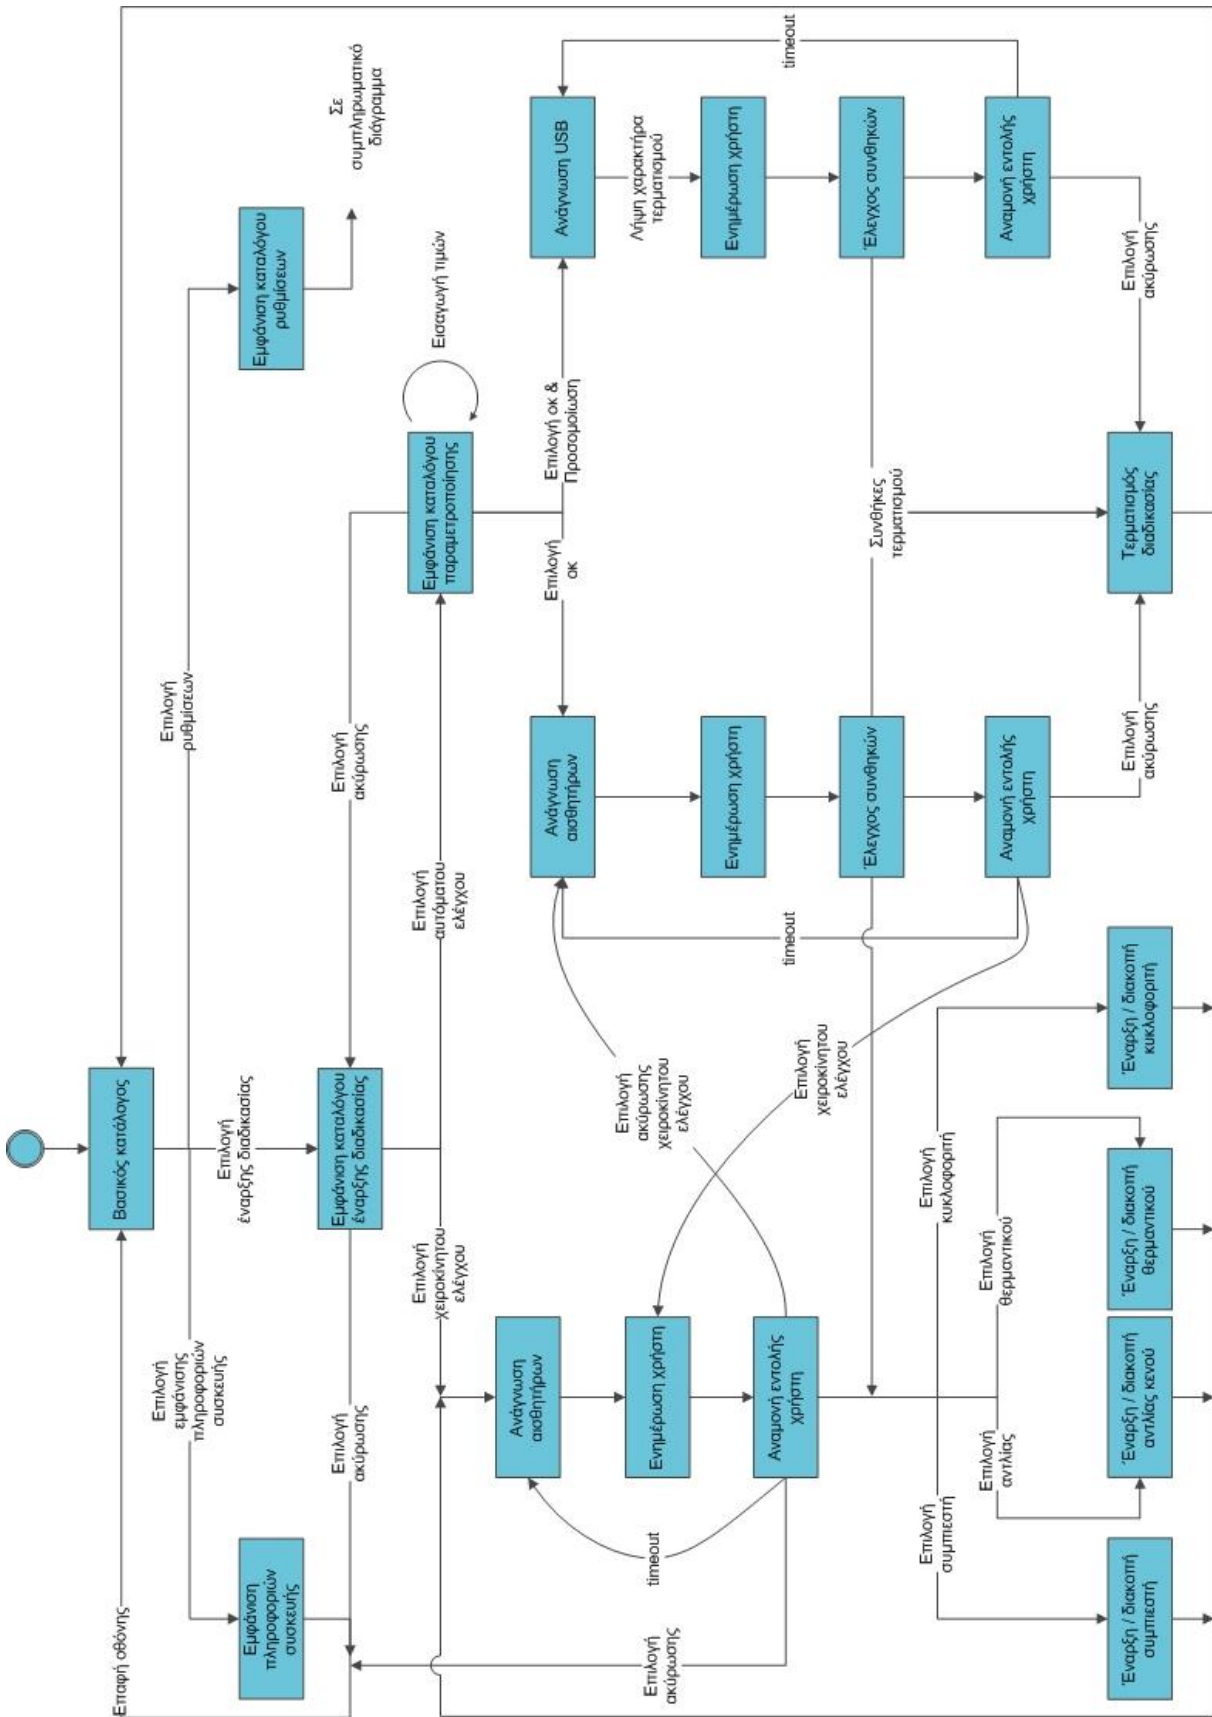 Βασικός κατάλογος
Επαφή οθόνης
Επιλογή
εμφάνισης
πληροφοριών
συσκευής
Επιλογή
έναρξης διαδικασίας
Επιλογή
ρυθμίσεων
Εμφάνιση
πληροφοριών
συσκευής
Εμφάνιση καταλόγου
ρυθμίσεων
Σε
συμπληρωματικό
διάγραμμα
Εμφάνιση καταλόγου
έναρξης διαδικασίας
Επιλογή
ακύρωσης
Επιλογή
ακύρωσης
Επιλογή
χειροκίνητου
ελέγχου
Επιλογή
αυτόματου
ελέγχου
Εμφάνιση καταλόγου
παραμετροποίησης
Εισαγωγή τιμών
Επιλογή
οκ
Επιλογή οκ &
Προσομοίωση
Ανάγνωση
αισθητήρων
Ανάγνωση
αισθητήρων
Ανάγνωση USB
Λήψη χαρακτήρα
τερματισμού
Ενημέρωση χρήστη
Ενημέρωση χρήστη
Ενημέρωση χρήστη
timeout
Επιλογή
ακύρωσης
Επιλογή
ακύρωσης
χειροκίνητου
ελέγχου
timeout
timeout
Αναμονή εντολής
χρήστη
Επιλογή
χειροκίνητου
ελέγχου
Έλεγχος συνθηκών
Συνθήκες
τερματισμού
Έλεγχος συνθηκών
Αναμονή εντολής
χρήστη
Αναμονή εντολής
χρήστη
Επιλογή
συμπιεστή
Επιλογή
κυκλοφοριτή
Επιλογή
αντλίας
Επιλογή
θερμαντικού
Επιλογή
ακύρωσης
Επιλογή
ακύρωσης
Έναρξη / διακοπή
συμπιεστή
Έναρξη / διακοπή
αντλίας κενού
Έναρξη / διακοπή
θερμαντικού
Έναρξη / διακοπή
κυκλοφοριτή
Τερματισμός
διαδικασίας